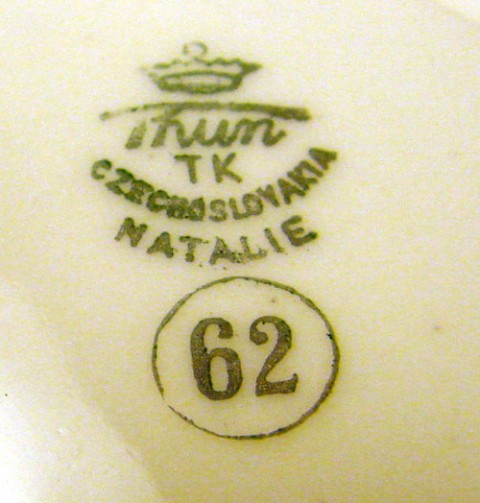 Thun
TK
CZECHOSLOVAKIA
NATALIE
62